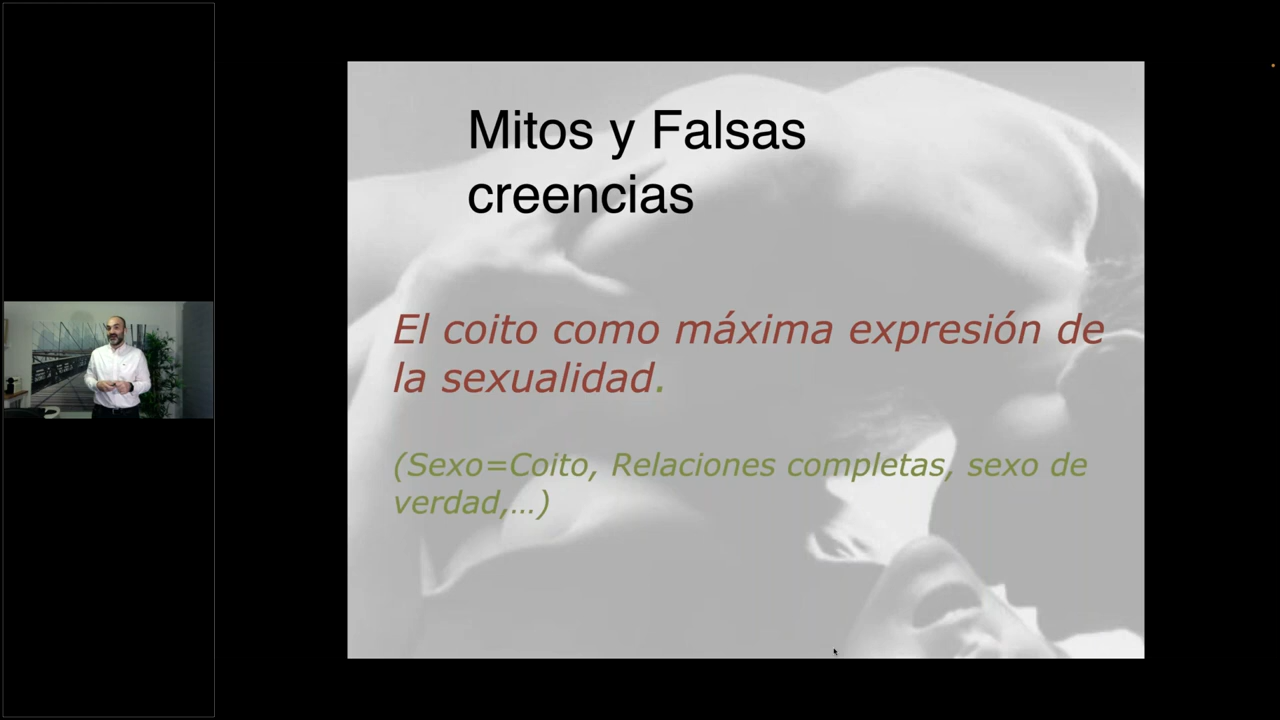 Mitos y Falsas
creencias
El coito como máxima expresión de
la sexualidad.
(Sexo=Coito, Relaciones completas, sexo de
verdad,...)